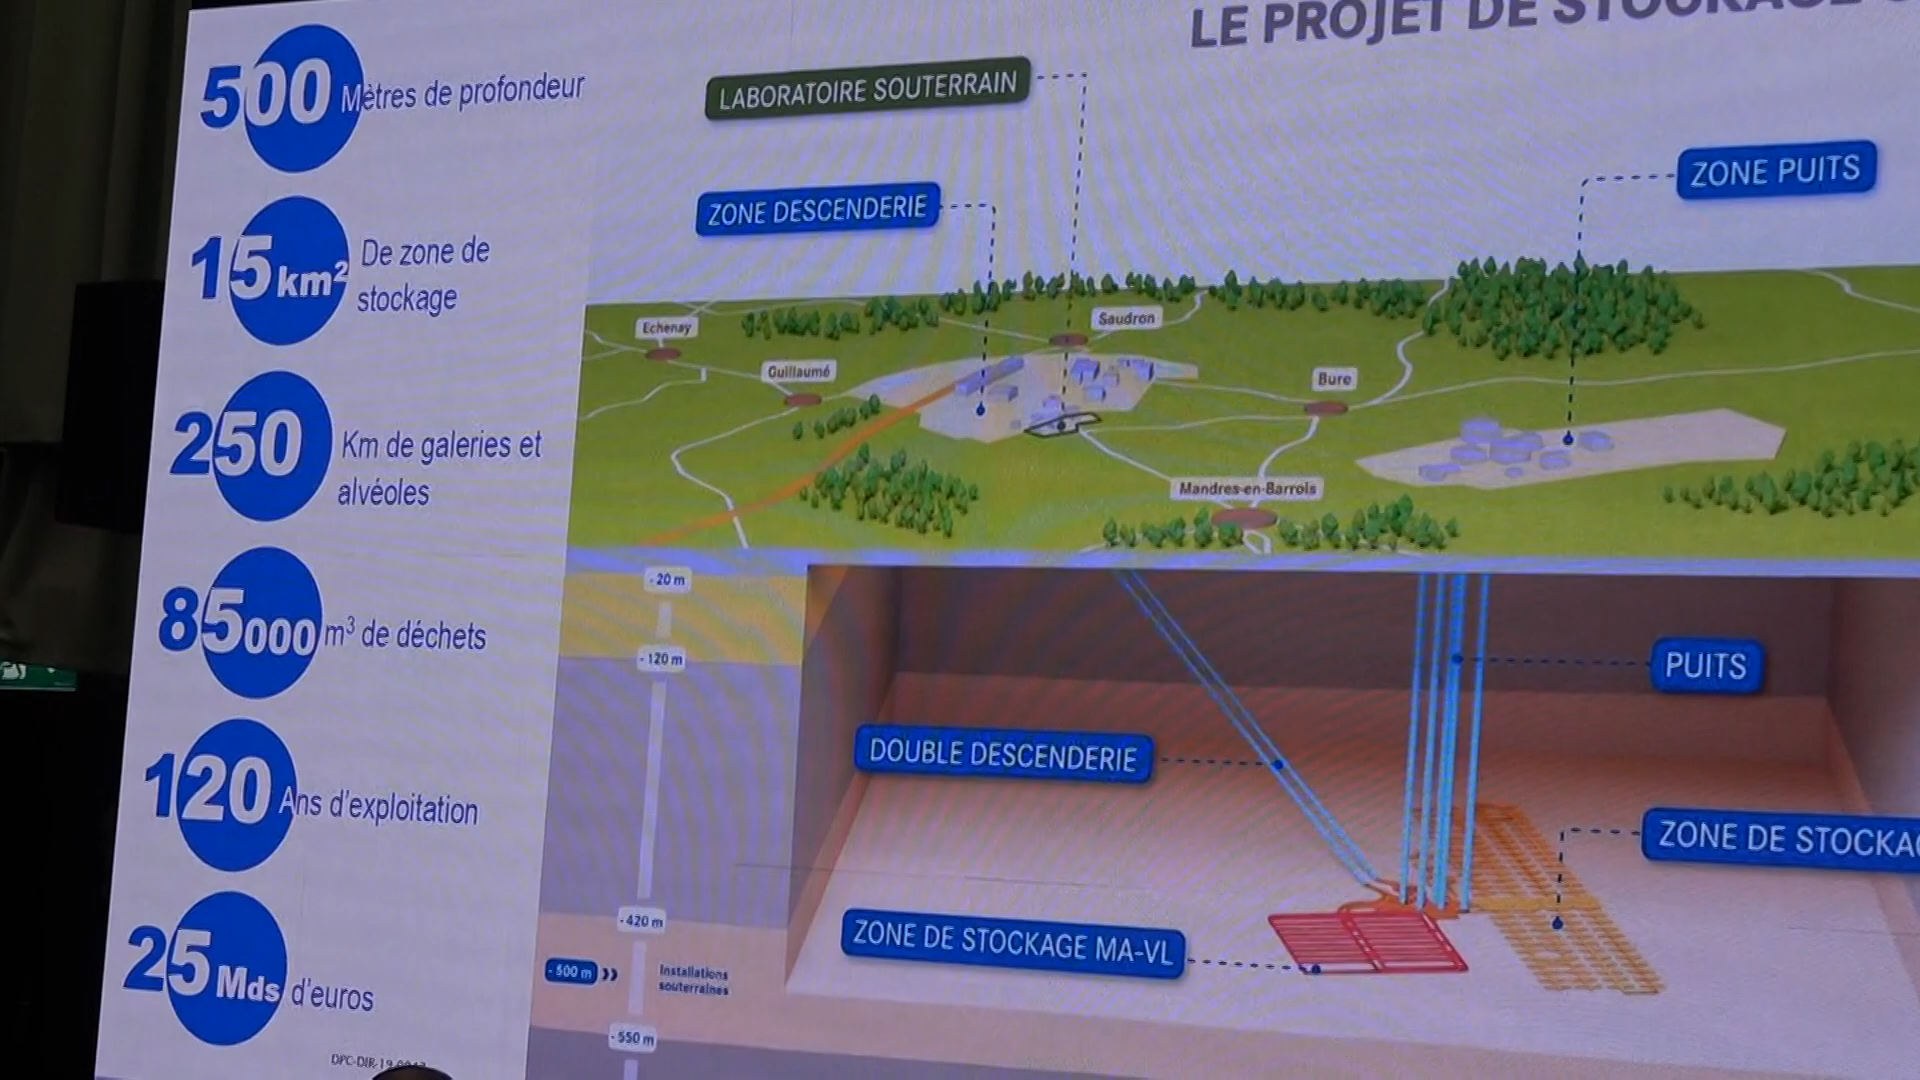 LE PROJET DE
500 Mètres de profondeur
15 km² De zone de
stockage
250 Km de galeries et
alvéoles
85000 m³ de déchets
120 Ans d'exploitation
25 Mds d'euros
LABORATOIRE SOUTERRAIN
ZONE DESCENDERIE
ZONE PUITS
Echenay
Saudron
Guillaumé
Bure
Mandres-en-Barrois
- 20 m
- 120 m
- 420 m
- 500 m
Installations
souterraines
- 550 m
PUITS
DOUBLE DESCENDERIE
ZONE DE
ZONE DE STOCKAGE MA-VL